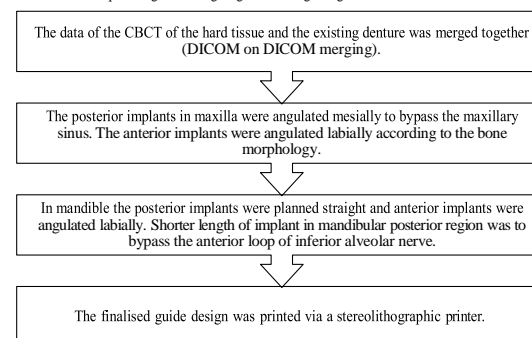 The data of the CBCT of the hard tissue and the existing denture was merged together
(DICOM on DICOM merging).
The posterior implants in maxilla were angulated mesially to bypass the maxillary
sinus. The anterior implants were angulated labially according to the bone
morphology.
In mandible the posterior implants were planned straight and anterior implants were
angulated labially. Shorter length of implant in mandibular posterior region was to
bypass the anterior loop of inferior alveolar nerve.
The finalised guide design was printed via a stereolithographic printer.